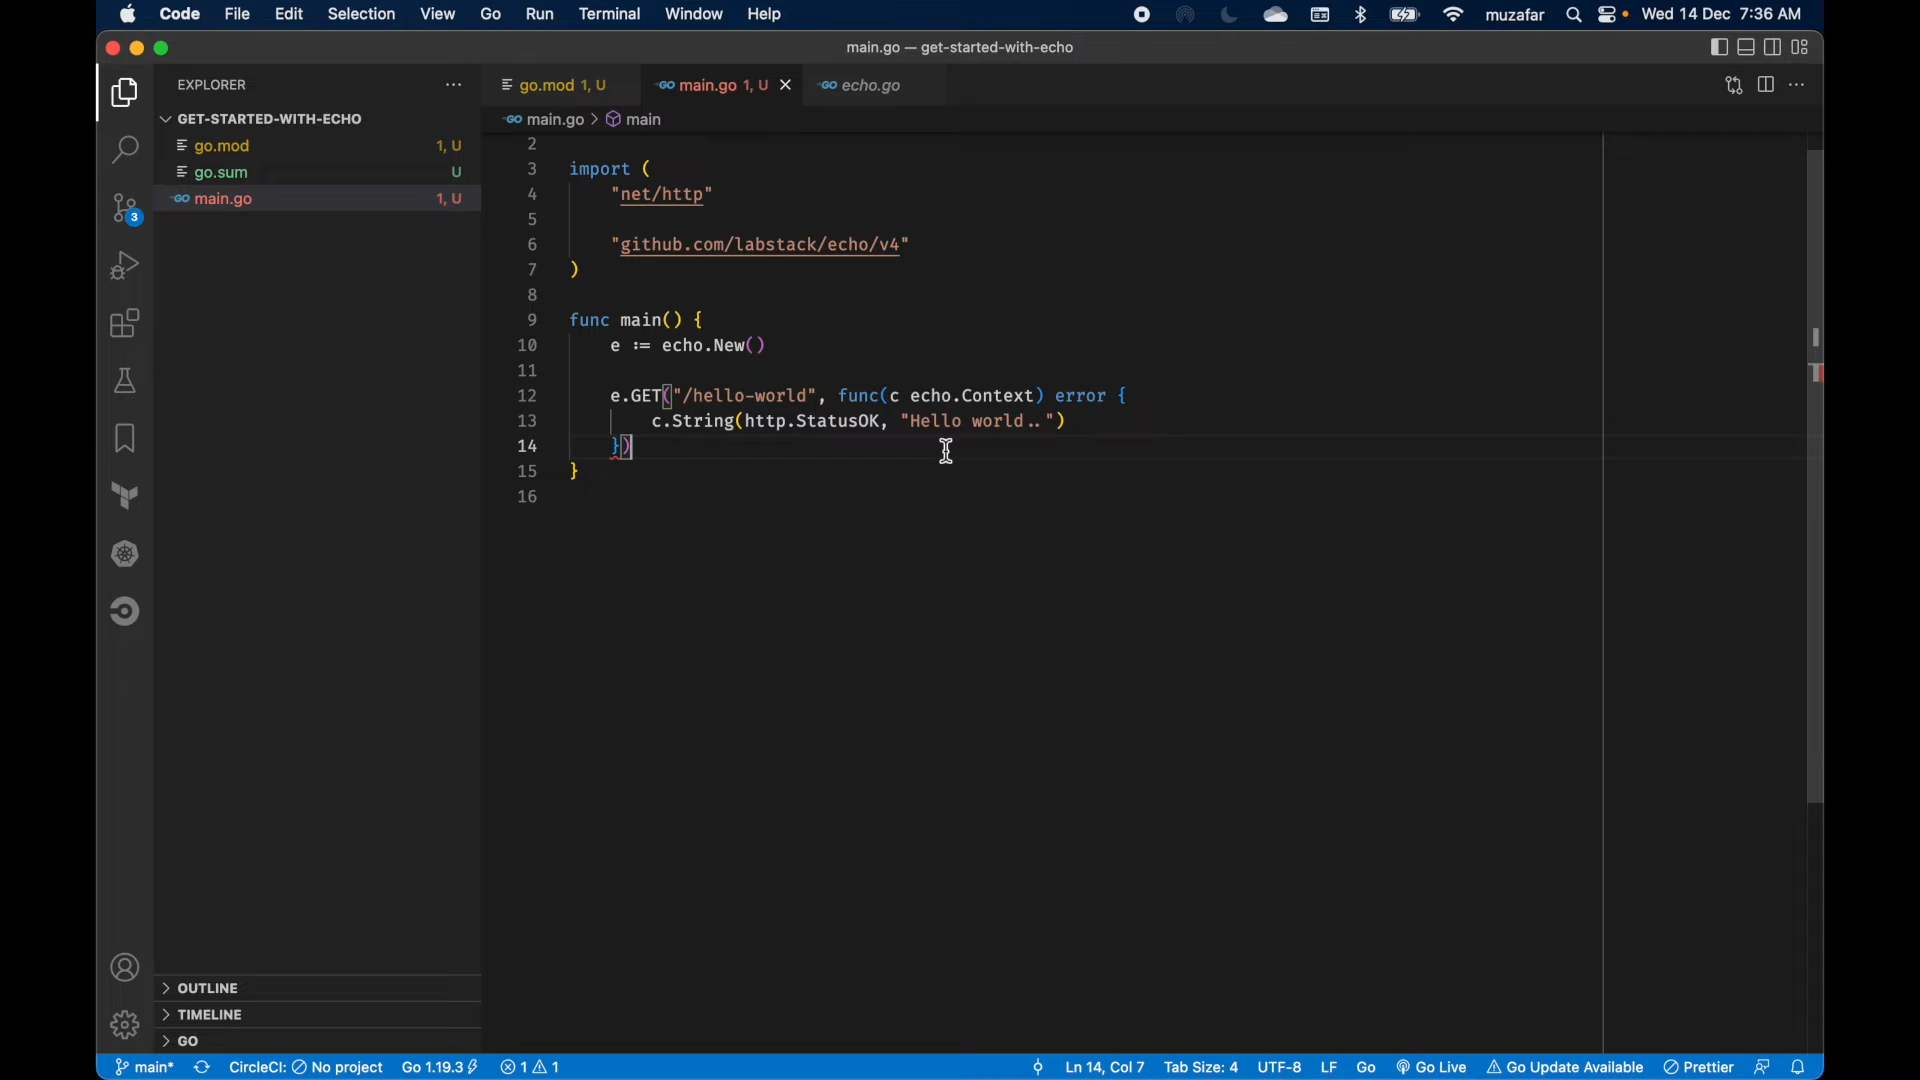 Code File Edit Selection View Go Run Terminal Window Help muzafar Wed 14 Dec 7:36 AM
main.go — get-started-with-echo
EXPLORER
go.mod 1, U main.go 1, U echo.go
GET-STARTED-WITH-ECHO
main.go > main
go.mod 1, U
go.sum U
main.go 1, U
3
2
3 import (
4 "net/http"
5
6 "github.com/labstack/echo/v4"
7 )
8
9 func main() {
10 e := echo.New()
11
12 e.GET("/hello-world", func(c echo.Context) error {
13 c.String(http.StatusOK, "Hello world..")
14 })
15 }
16
OUTLINE
TIMELINE
GO
main* CircleCI: No project Go 1.19.3 1 1 Ln 14, Col 7 Tab Size: 4 UTF-8 LF Go Go Live Go Update Available Prettier